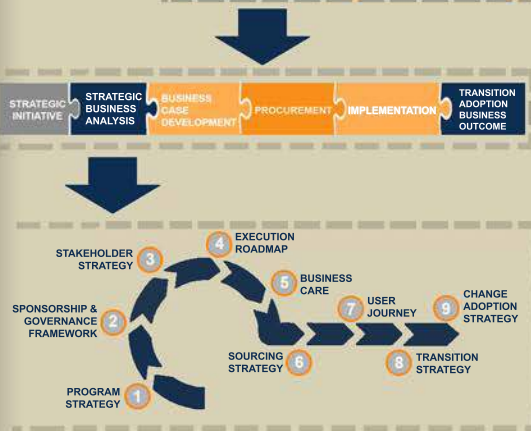 STRATEGIC
INITIATIVE
STRATEGIC
BUSINESS
ANALYSIS
BUSINESS
CASE
DEVELOPMENT
PROCUREMENT
IMPLEMENTATION
TRANSITION
ADOPTION
BUSINESS
OUTCOME
1
PROGRAM
STRATEGY
2
SPONSORSHIP &
GOVERNANCE
FRAMEWORK
3
STAKEHOLDER
STRATEGY
4
EXECUTION
ROADMAP
5
BUSINESS
CARE
6
SOURCING
STRATEGY
7
USER
JOURNEY
8
TRANSITION
STRATEGY
9
CHANGE
ADOPTION
STRATEGY